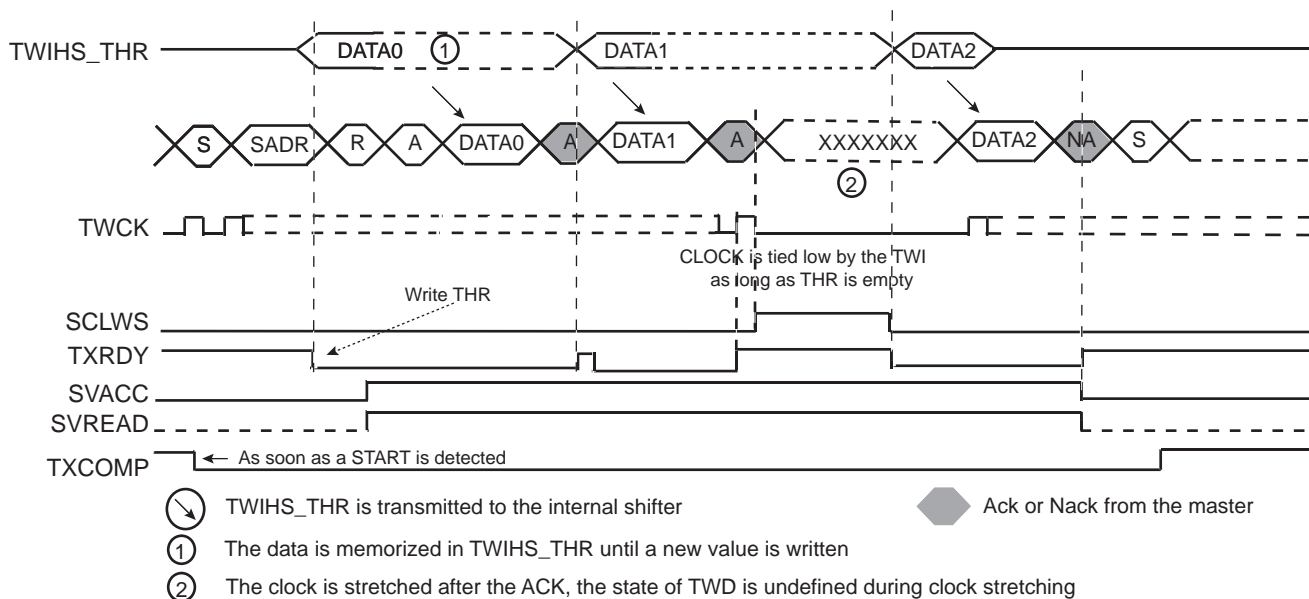 TWIHS_THR DATA0 1 DATA1 DATA2
S SADR R A DATA0 A DATA1 A XXXXXXX DATA2 NA S
2
TWCK
CLOCK is tied low by the TWI
as long as THR is empty
Write THR
SCLWS
TXRDY
SVACC
SVREAD
TXCOMP As soon as a START is detected
TWIHS_THR is transmitted to the internal shifter Ack or Nack from the master
1 The data is memorized in TWIHS_THR until a new value is written
2 The clock is stretched after the ACK, the state of TWD is undefined during clock stretching